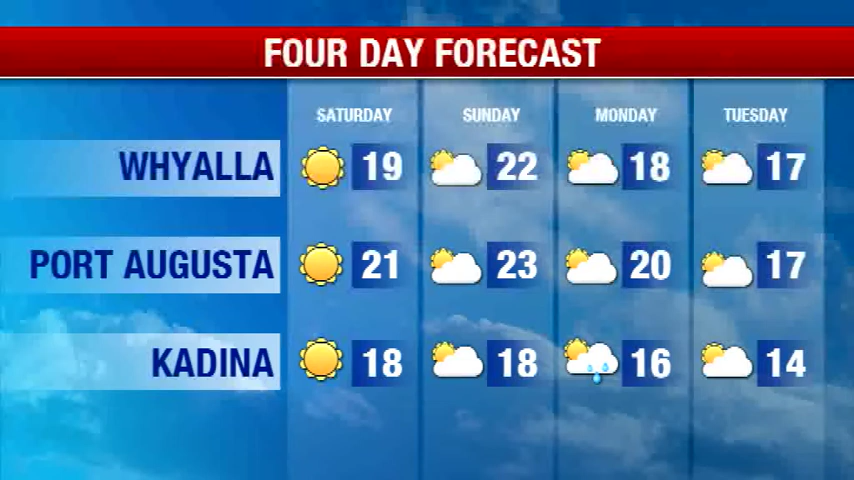 FOUR DAY FORECAST
SATURDAY SUNDAY MONDAY TUESDAY
WHYALLA 19 22 18 17
PORT AUGUSTA 21 23 20 17
KADINA 18 18 16 14